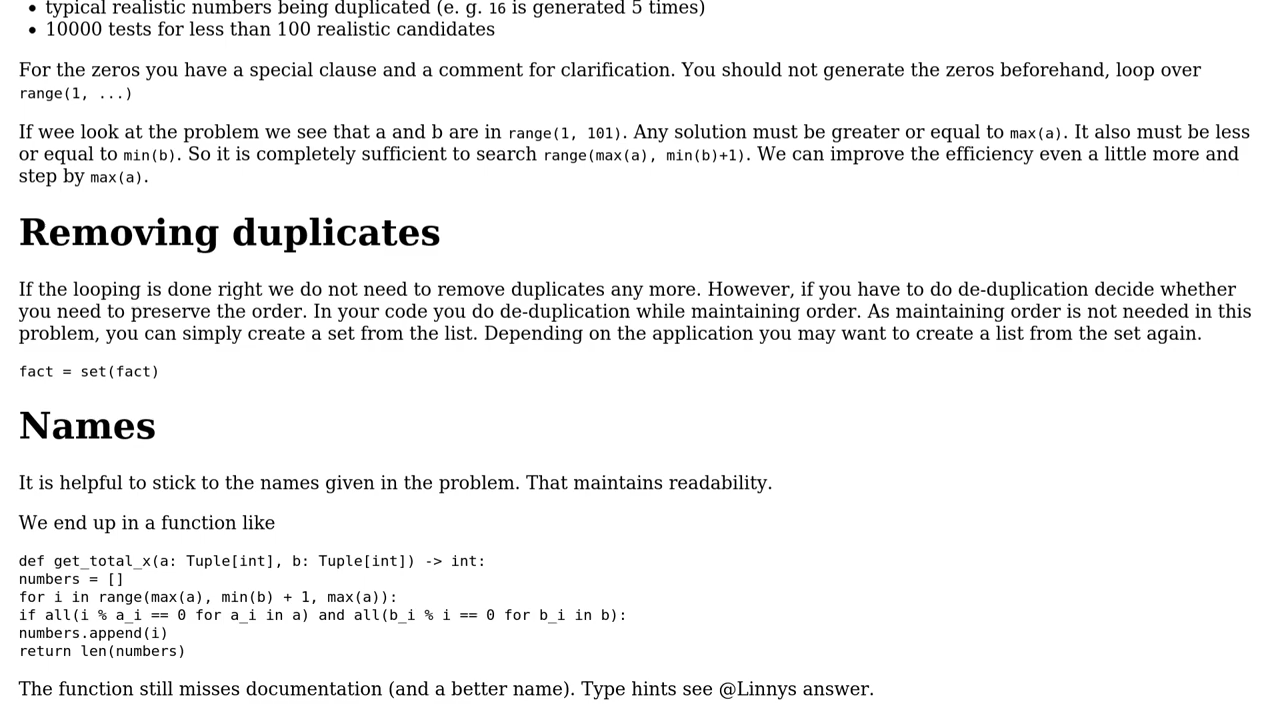 typical realistic numbers being duplicated (e. g. 16 is generated 5 times)
10000 tests for less than 100 realistic candidates
For the zeros you have a special clause and a comment for clarification. You should not generate the zeros beforehand, loop over
range(1, ...)
If wee look at the problem we see that a and b are in range(1, 101). Any solution must be greater or equal to max(a). It also must be less
or equal to min(b). So it is completely sufficient to search range(max(a), min(b)+1). We can improve the efficiency even a little more and
step by max(a).
Removing duplicates
If the looping is done right we do not need to remove duplicates any more. However, if you have to do de-duplication decide whether
you need to preserve the order. In your code you do de-duplication while maintaining order. As maintaining order is not needed in this
problem, you can simply create a set from the list. Depending on the application you may want to create a list from the set again.
fact = set(fact)
Names
It is helpful to stick to the names given in the problem. That maintains readability.
We end up in a function like
def get_total_x(a: Tuple[int], b: Tuple[int]) -> int:
numbers = []
for i in range(max(a), min(b) + 1, max(a)):
if all(i % a_i == 0 for a_i in a) and all(b_i % i == 0 for b_i in b):
numbers.append(i)
return len(numbers)
The function still misses documentation (and a better name). Type hints see @Linnys answer.